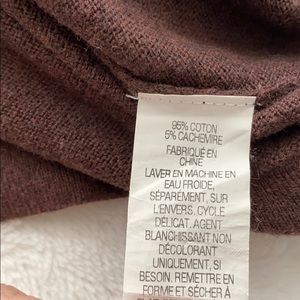 95% COTON
5% CACHEMIRE
FABRIQUÉ EN
CHINE
LAVER EN MACHINE EN
EAU FROIDE,
SÉPARÉMENT, SUR
L'ENVERS, CYCLE
DÉLICAT. AGENT
BLANCHISSANT NON
DÉCOLORANT
UNIQUEMENT, SI
BESOIN. REMETTRE EN
FORME ET SÉCHER À